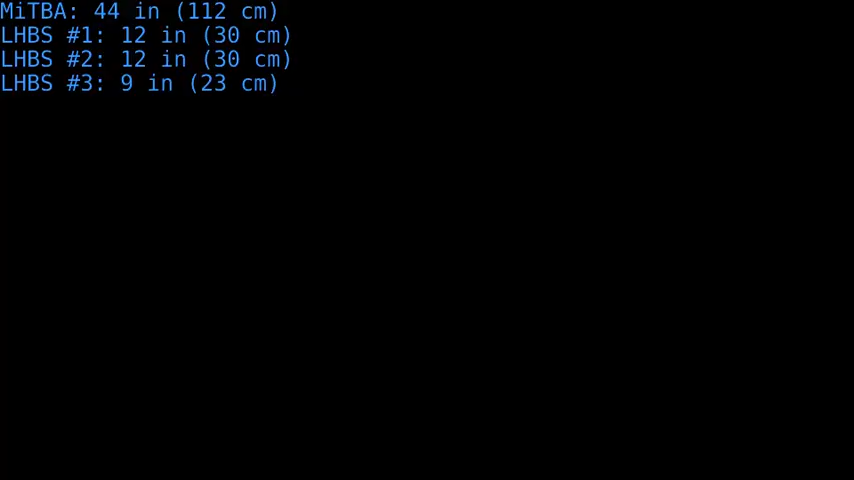 MiTBA: 44 in (112 cm)
LHBS #1: 12 in (30 cm)
LHBS #2: 12 in (30 cm)
LHBS #3: 9 in (23 cm)